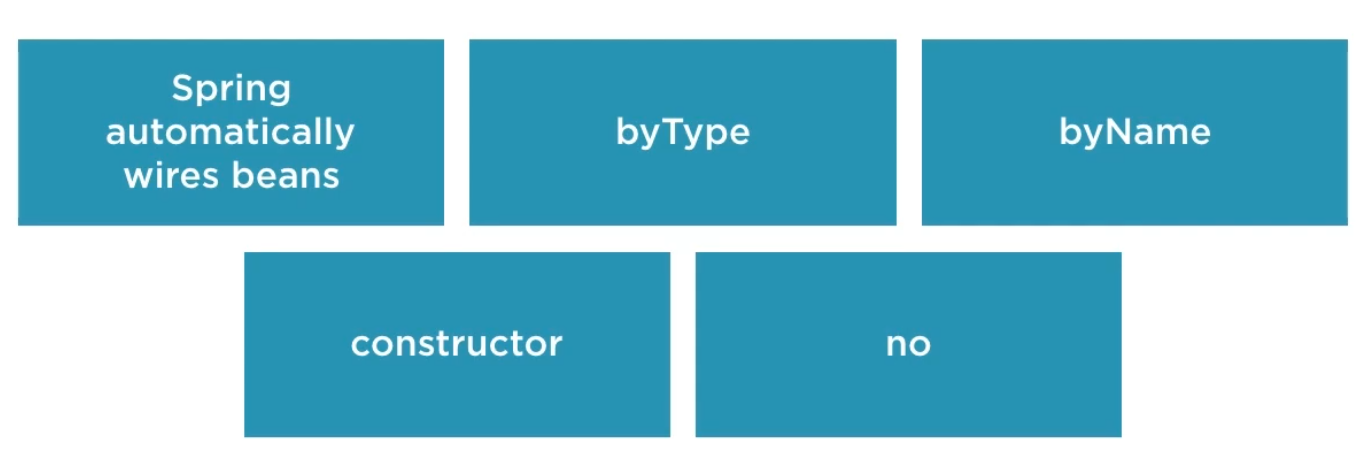 Spring
automatically
wires beans
byType
byName
constructor
no